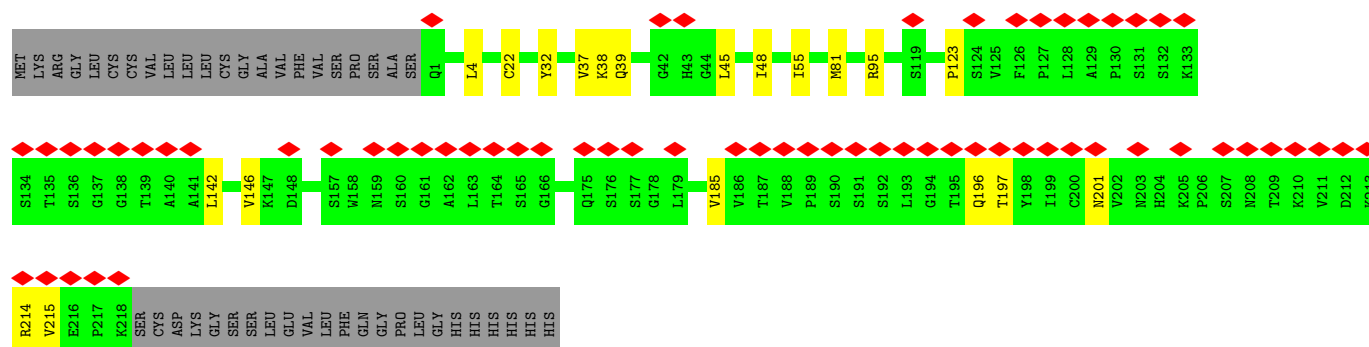 MET LYS ARG GLY LEU CYS CYS VAL LEU LEU LEU CYS GLY ALA VAL PHE VAL SER PRO SER ALA SER Q1 L4 C22 Y32 V37 K38 Q39 G42 H43 G44 L45 I48 I55 M81 R95 S119 P123 S124 V125 F126 P127 L128 A129 P130 S131 S132 K133
S134 T135 S136 G137 G138 T139 A140 A141 L142 V146 K147 D148 S157 W158 N159 S160 G161 A162 L163 T164 S165 G166 Q175 S176 S177 G178 L179 V185 V186 T187 V188 P189 S190 S191 S192 L193 G194 T195 Q196 T197 Y198 I199 C200 N201 V202 N203 H204 K205 P206 S207 N208 T209 K210 V211 D212
R214 V215 E216 P217 K218 SER CYS ASP LYS GLY SER SER LEU GLU VAL LEU PHE GLN GLY PRO LEU GLY HIS HIS HIS HIS HIS HIS